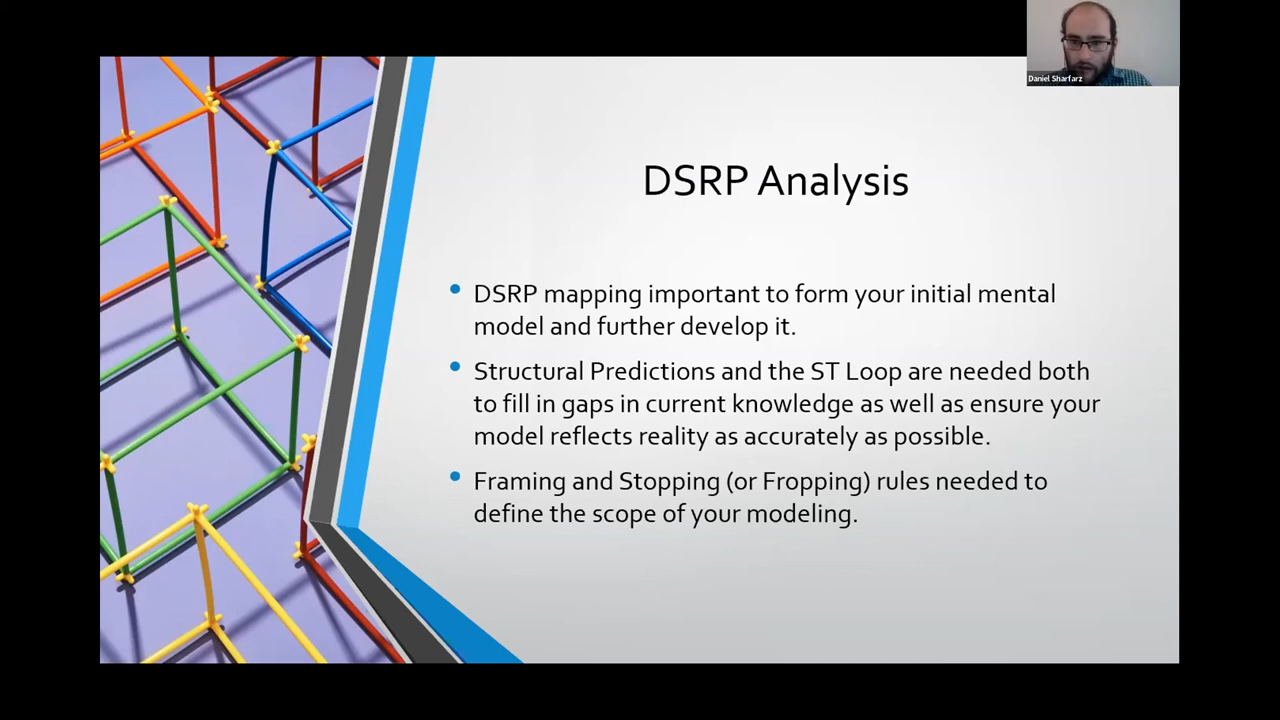 Daniel Sharfarz
DSRP Analysis
DSRP mapping important to form your initial mental
model and further develop it.
Structural Predictions and the ST Loop are needed both
to fill in gaps in current knowledge as well as ensure your
model reflects reality as accurately as possible.
Framing and Stopping (or Fropping) rules needed to
define the scope of your modeling.